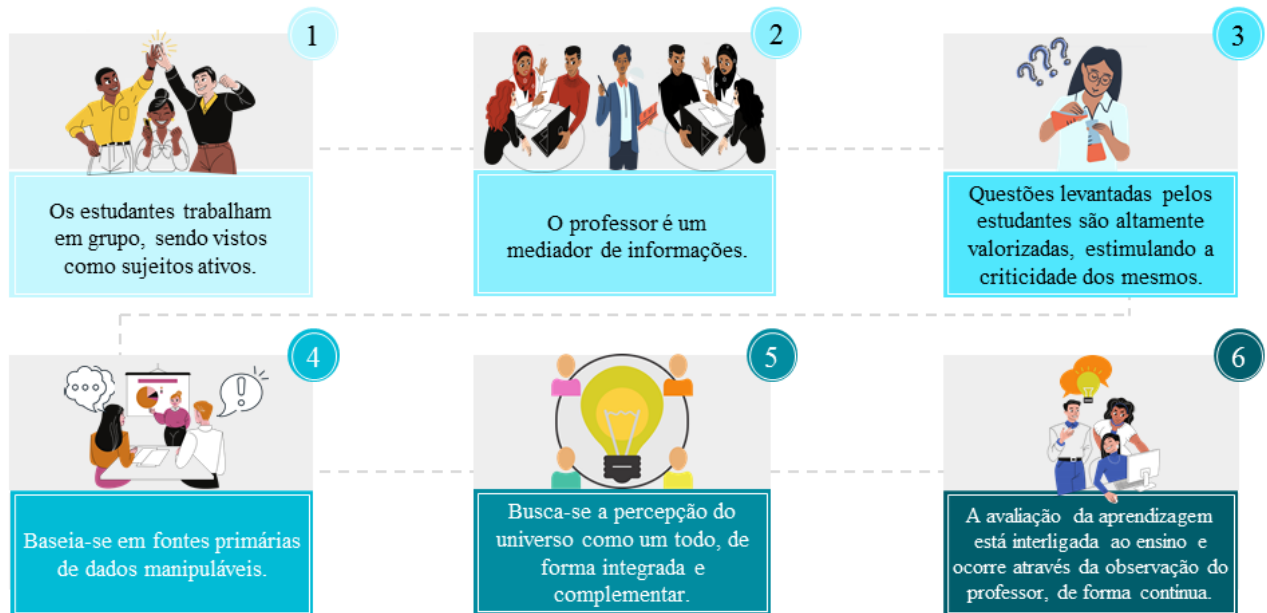 1
Os estudantes trabalham
em grupo, sendo vistos
como sujeitos ativos.
2
O professor é um
mediador de informações.
3
Questões levantadas pelos
estudantes são altamente
valorizadas, estimulando a
criticidade dos mesmos.
4
Baseia-se em fontes primárias
de dados manipuláveis.
5
Busca-se a percepção do
universo como um todo, de
forma integrada e
complementar.
6
A avaliação da aprendizagem
está interligada ao ensino e
ocorre através da observação do
professor, de forma continua.